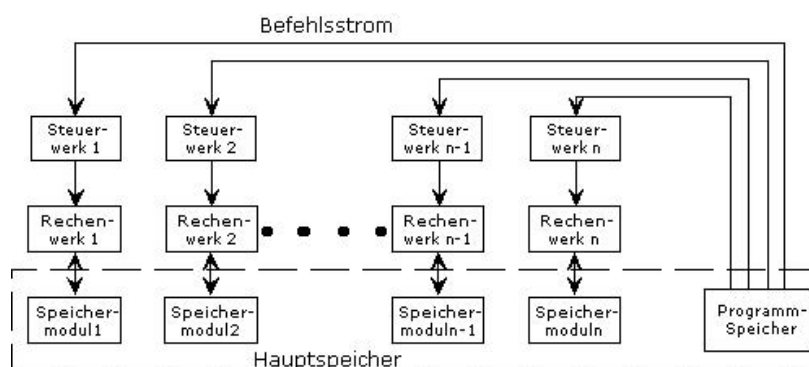 Befehlsstrom
Steuer-
werk 1
Steuer-
werk 2
Steuer-
werk n-1
Steuer-
werk n
Rechen-
werk 1
Rechen-
werk 2
Rechen-
werk n-1
Rechen-
werk n
Speicher-
modul1
Speicher-
modul2
Speicher-
moduln-1
Speicher-
moduln
Programm-
Speicher
Hauptspeicher